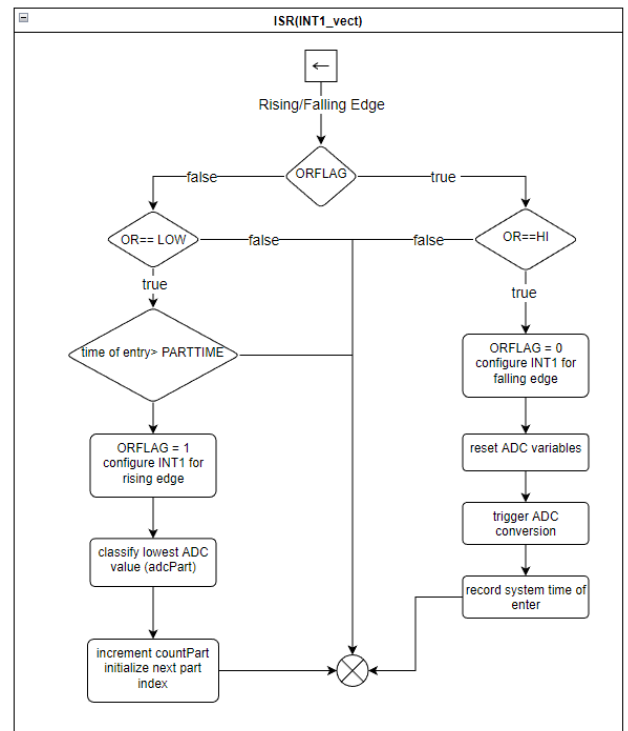 ISR(INT1_vect)
Rising/Falling Edge
ORFLAG
false
true
OR== LOW
false
false
OR==HI
true
true
time of entry> PARTTIME
ORFLAG = 0
configure INT1 for
falling edge
ORFLAG = 1
configure INT1 for
rising edge
reset ADC variables
trigger ADC
conversion
classify lowest ADC
value (adcPart)
record system time of
enter
increment countPart
initialize next part
index